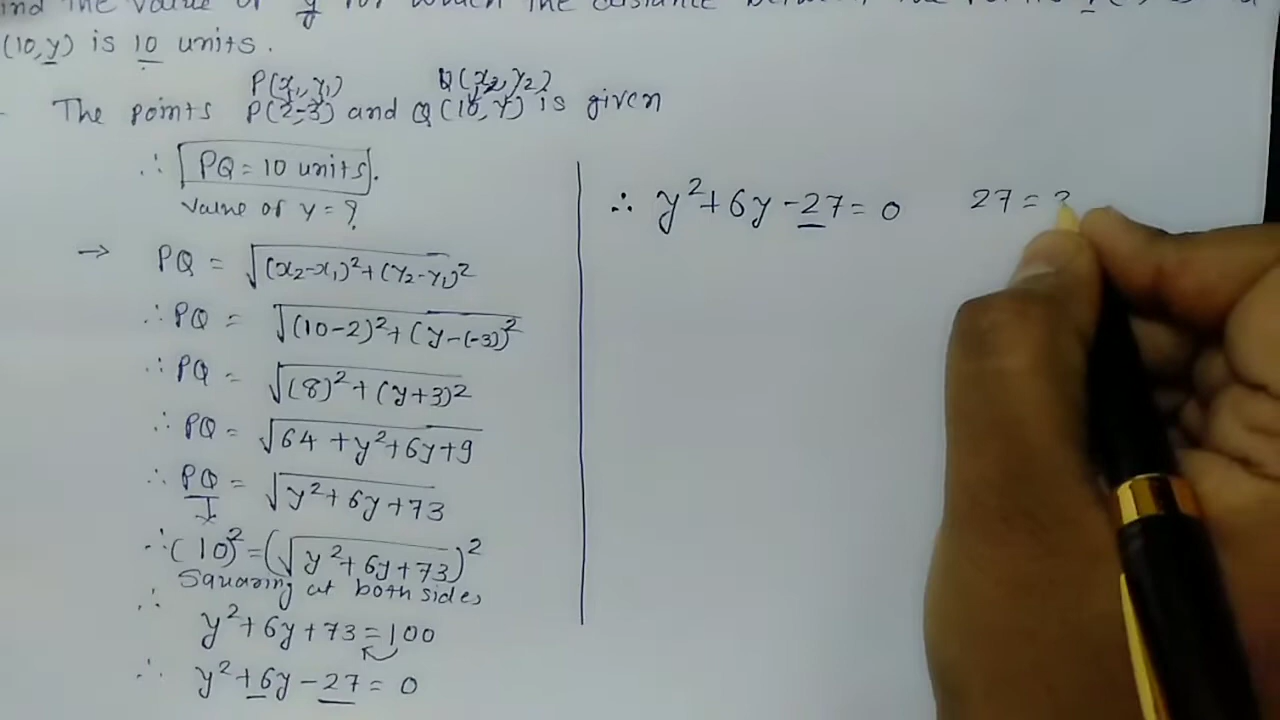 (10,y) is 10 units.
P(x₁,y₁) Q(x₂,y₂)
The points P(2,-3) and Q(10,y) is given
∴ PQ = 10 units.
value of y = ?
→ PQ = √(x₂-x₁)²+(y₂-y₁)²
∴ PQ = √(10-2)²+(y-(-3))²
∴ PQ = √(8)²+(y+3)²
∴ PQ = √64+y²+6y+9
∴ PQ = √y²+6y+73
∴ (10)² = (√y²+6y+73)²
Squaring at both sides
∴ y²+6y+73 = 100
∴ y²+6y-27 = 0
∴ y²+6y-27 = 0
27 =